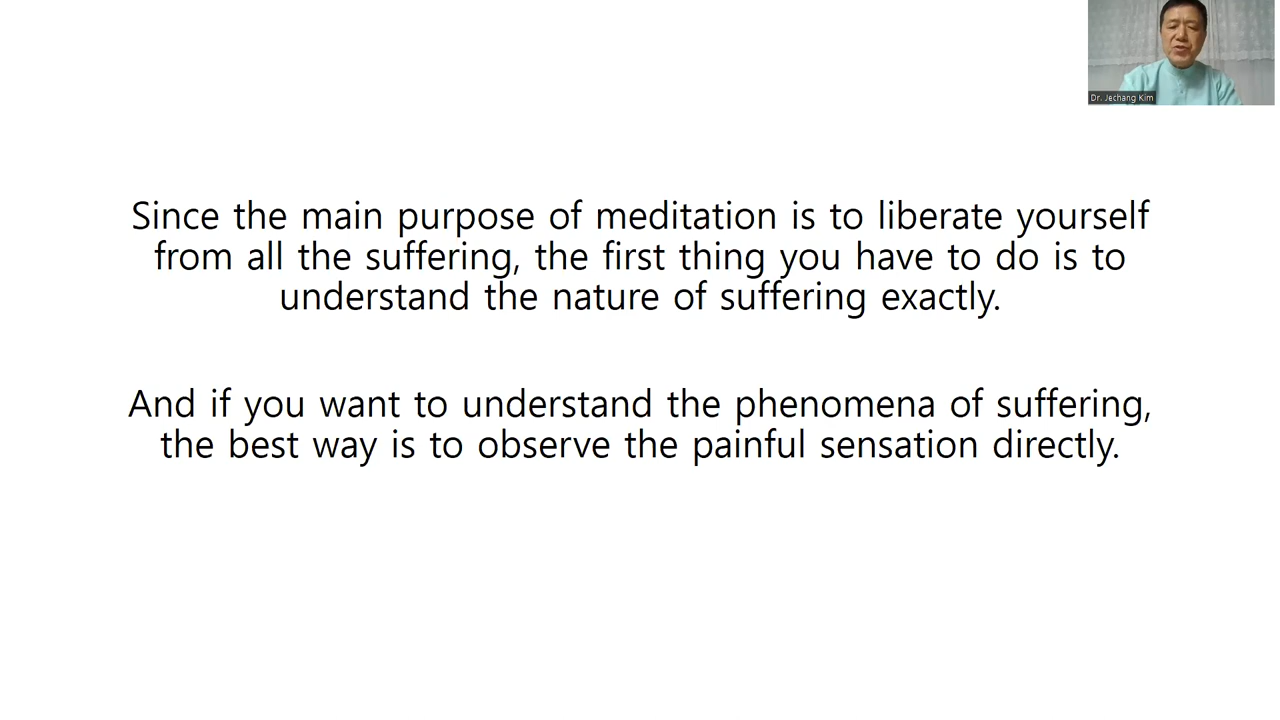 Dr. Jechang Kim
Since the main purpose of meditation is to liberate yourself
from all the suffering, the first thing you have to do is to
understand the nature of suffering exactly.
And if you want to understand the phenomena of suffering,
the best way is to observe the painful sensation directly.